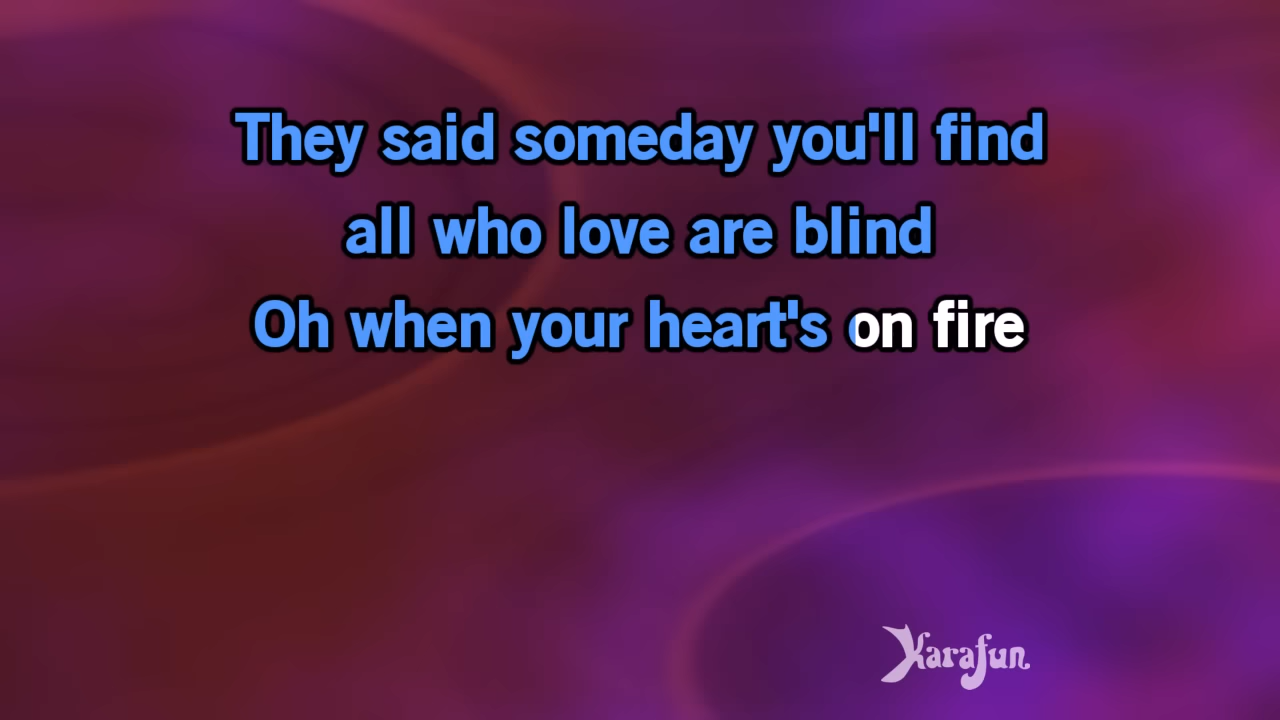 They said someday you'll find
all who love are blind
Oh when your heart's on fire
Karafun